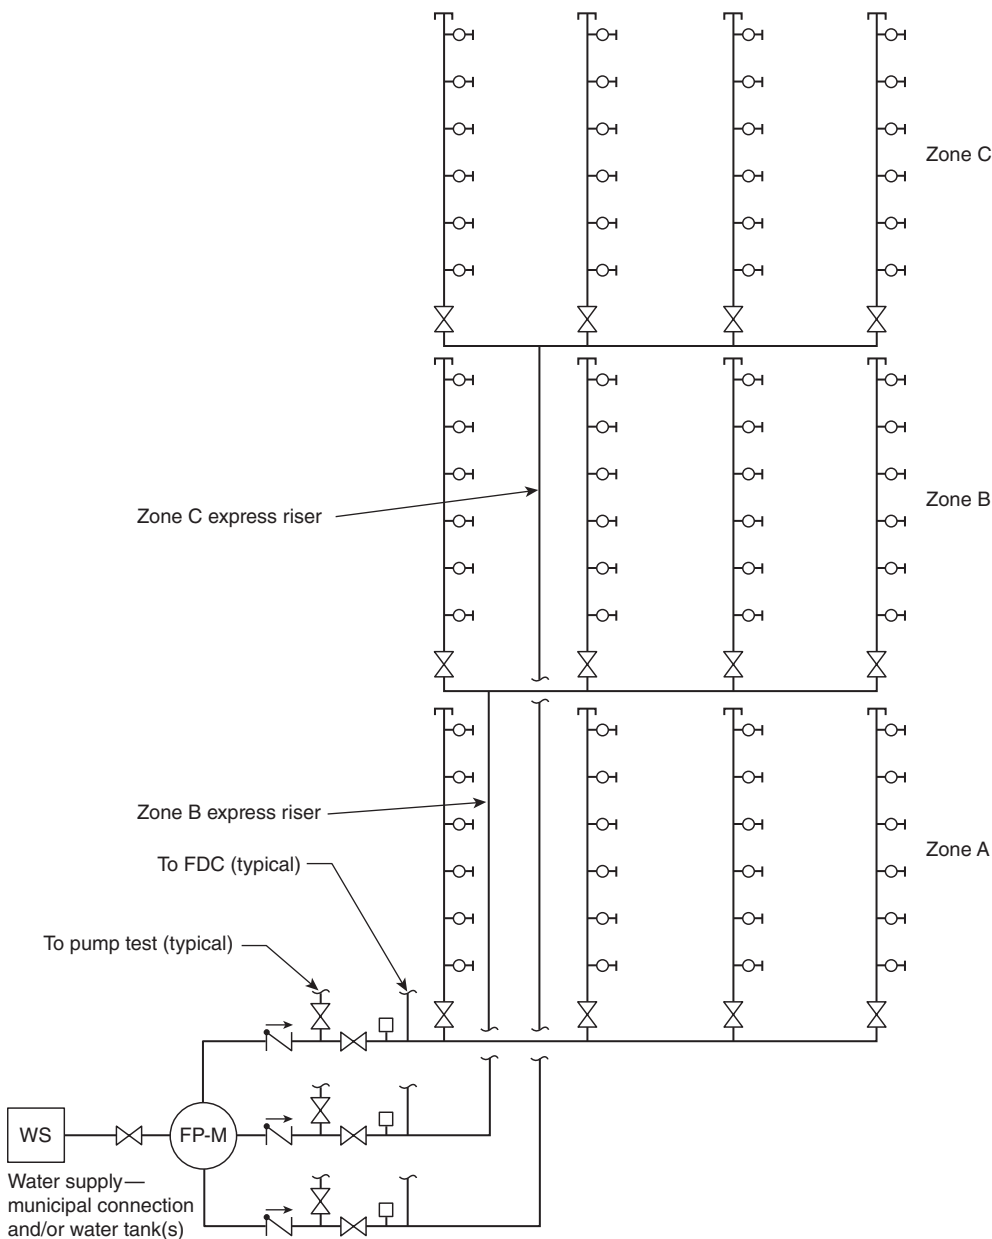 Zone C
Zone C express riser
Zone B
Zone B express riser
To FDC (typical)
Zone A
To pump test (typical)
WS
FP-M
Water supply—
municipal connection
and/or water tank(s)